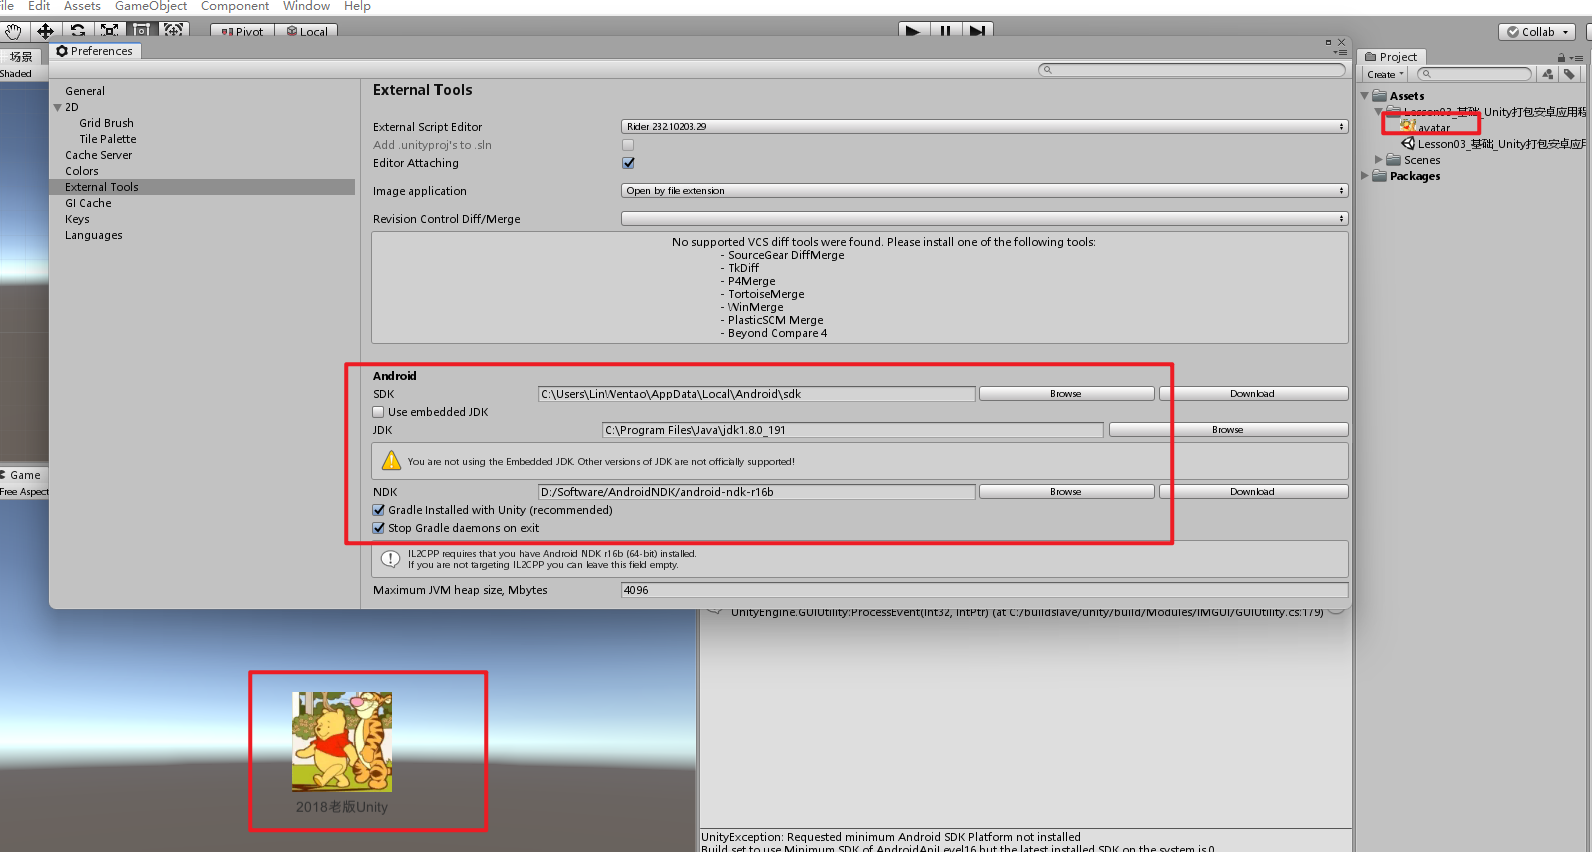 ile Edit Assets GameObject Component Window Help
Pivot Local
Collab
场景
Shaded
Preferences
General
2D
Grid Brush
Tile Palette
Cache Server
Colors
External Tools
GI Cache
Keys
Languages
External Tools
External Script Editor Rider 232.10203.29
Add .unityproj's to .sln
Editor Attaching
Image application Open by file extension
Revision Control Diff/Merge
No supported VCS diff tools were found. Please install one of the following tools:
- SourceGear DiffMerge
- TkDiff
- P4Merge
- TortoiseMerge
- WinMerge
- PlasticSCM Merge
- Beyond Compare 4
Android
SDK C:\Users\LinWentao\AppData\Local\Android\sdk Browse Download
Use embedded JDK
JDK C:\Program Files\Java\jdk1.8.0_191 Browse
You are not using the Embedded JDK. Other versions of JDK are not officially supported!
NDK D:/Software/AndroidNDK/android-ndk-r16b Browse Download
Gradle Installed with Unity (recommended)
Stop Gradle daemons on exit
IL2CPP requires that you have Android NDK r16b (64-bit) installed.
If you are not targeting IL2CPP you can leave this field empty.
Maximum JVM heap size, Mbytes 4096
Project
Create
Assets
Lesson03_基础_Unity打包安卓应用程
avatar
Lesson03_基础_Unity打包安卓应用
Scenes
Packages
Game
Free Aspect
2018老版Unity
UnityEngine.GUIUtility:ProcessEvent(Int32, IntPtr) (at C:/buildslave/unity/build/Modules/IMGUI/GUIUtility.cs:179)
UnityException: Requested minimum Android SDK Platform not installed
Build set to use Minimum SDK of AndroidApiLevel16 but the latest installed SDK on the system is 0